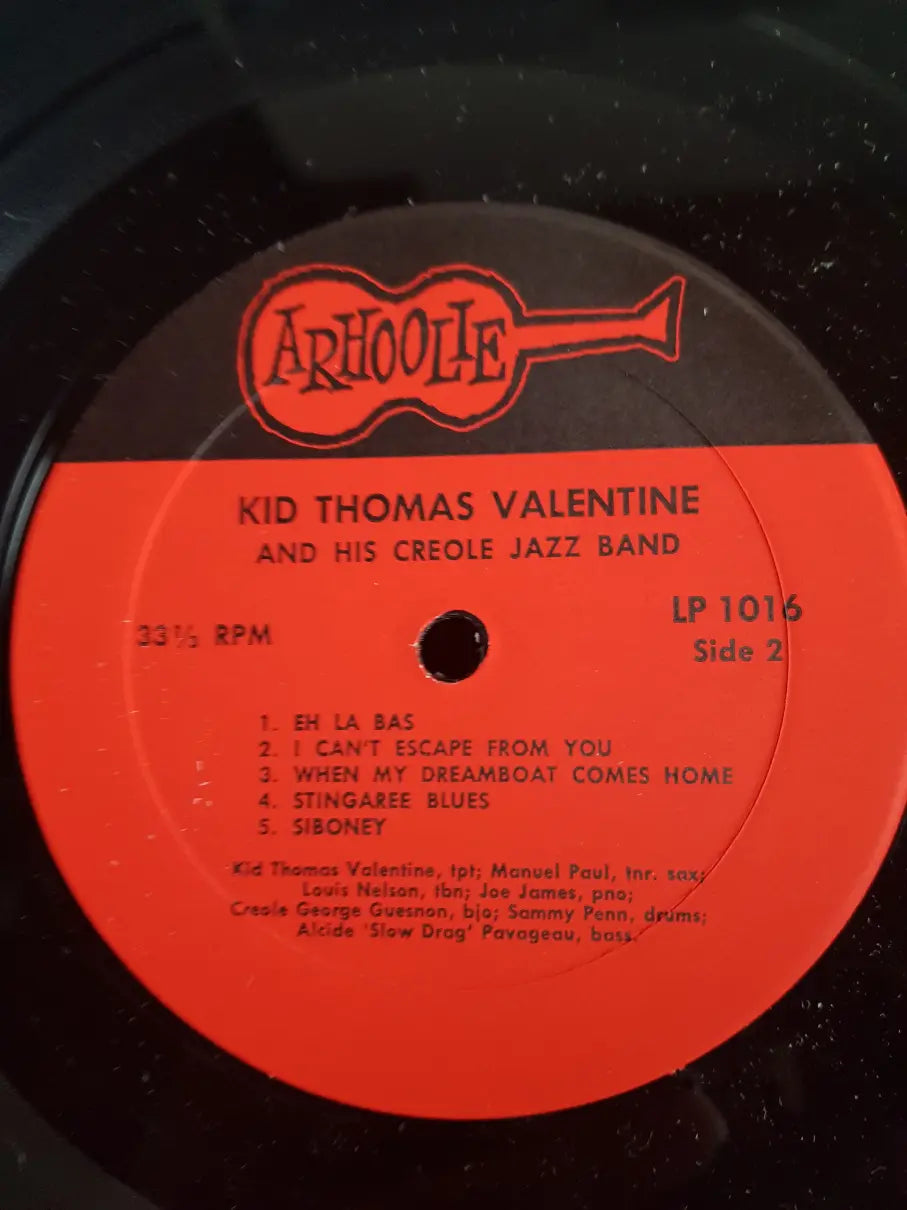 ARHOOLIE
KID THOMAS VALENTINE
AND HIS CREOLE JAZZ BAND
LP 1016
33⅓ RPM
Side 2
1. EH LA BAS
2. I CAN'T ESCAPE FROM YOU
3. WHEN MY DREAMBOAT COMES HOME
4. STINGAREE BLUES
5. SIBONEY
Kid Thomas Valentine, tpt; Manuel Paul, tnr. sax;
Louis Nelson, tbn; Joe James, pno;
Creole George Guesnon, bjo; Sammy Penn, drums;
Alcide 'Slow Drag' Pavageau, bass.